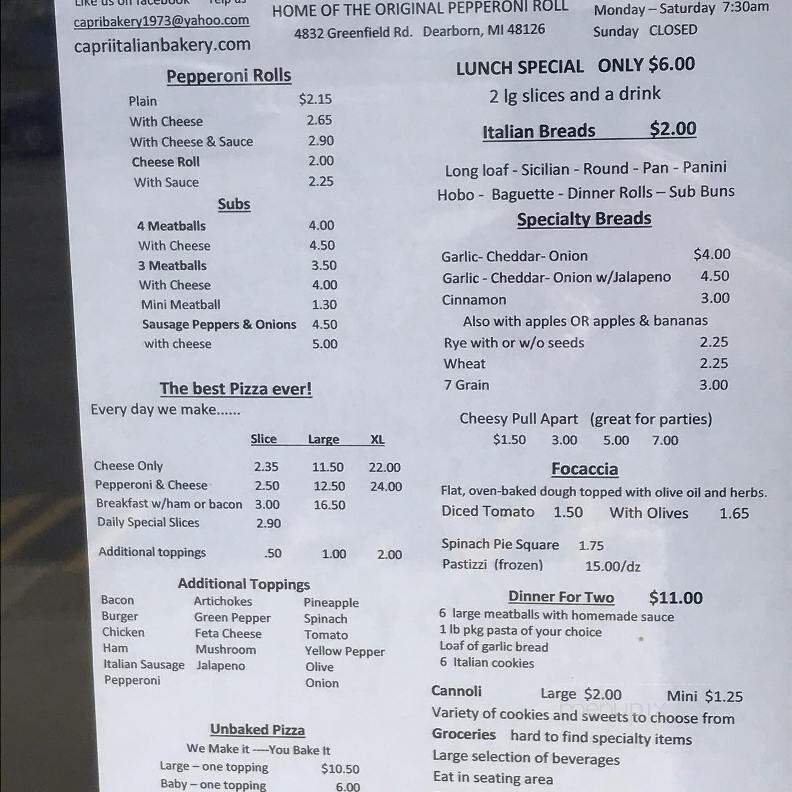 Like us on facebook Yelp us
capribakery1973@yahoo.com
capriitalianbakery.com
HOME OF THE ORIGINAL PEPPERONI ROLL
4832 Greenfield Rd. Dearborn, MI 48126
Monday – Saturday 7:30am
Sunday CLOSED
Pepperoni Rolls
Plain $2.15
With Cheese 2.65
With Cheese & Sauce 2.90
Cheese Roll 2.00
With Sauce 2.25
Subs
4 Meatballs 4.00
With Cheese 4.50
3 Meatballs 3.50
With Cheese 4.00
Mini Meatball 1.30
Sausage Peppers & Onions 4.50
with cheese 5.00
The best Pizza ever!
Every day we make......
Slice Large XL
Cheese Only 2.35 11.50 22.00
Pepperoni & Cheese 2.50 12.50 24.00
Breakfast w/ham or bacon 3.00 16.50
Daily Special Slices 2.90
Additional toppings .50 1.00 2.00
Additional Toppings
Bacon Artichokes Pineapple
Burger Green Pepper Spinach
Chicken Feta Cheese Tomato
Ham Mushroom Yellow Pepper
Italian Sausage Jalapeno Olive
Pepperoni Onion
Unbaked Pizza
We Make it ----You Bake It
Large – one topping $10.50
Baby – one topping 6.00
LUNCH SPECIAL ONLY $6.00
2 lg slices and a drink
Italian Breads $2.00
Long loaf - Sicilian - Round - Pan - Panini
Hobo - Baguette - Dinner Rolls – Sub Buns
Specialty Breads
Garlic- Cheddar- Onion $4.00
Garlic - Cheddar- Onion w/Jalapeno 4.50
Cinnamon 3.00
Also with apples OR apples & bananas
Rye with or w/o seeds 2.25
Wheat 2.25
7 Grain 3.00
Cheesy Pull Apart (great for parties)
$1.50 3.00 5.00 7.00
Focaccia
Flat, oven-baked dough topped with olive oil and herbs.
Diced Tomato 1.50 With Olives 1.65
Spinach Pie Square 1.75
Pastizzi (frozen) 15.00/dz
Dinner For Two $11.00
6 large meatballs with homemade sauce
1 lb pkg pasta of your choice
Loaf of garlic bread
6 Italian cookies
Cannoli Large $2.00 Mini $1.25
Variety of cookies and sweets to choose from
Groceries hard to find specialty items
Large selection of beverages
Eat in seating area